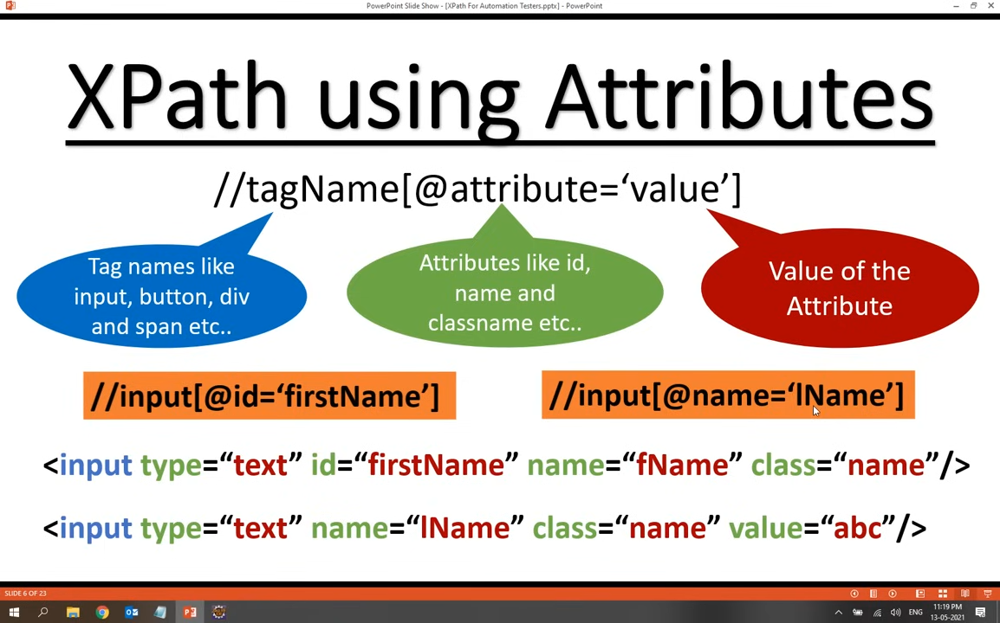 PowerPoint Slide Show - [XPath For Automation Testers.pptx] - PowerPoint
XPath using Attributes
//tagName[@attribute=‘value’]
Tag names like
input, button, div
and span etc..
Attributes like id,
name and
classname etc..
Value of the
Attribute
//input[@id=‘firstName’]
//input[@name=‘lName’]
<input type=“text” id=“firstName” name=“fName” class=“name”/>
<input type=“text” name=“lName” class=“name” value=“abc”/>
SLIDE 6 OF 23
ENG
11:19 PM
13-05-2021